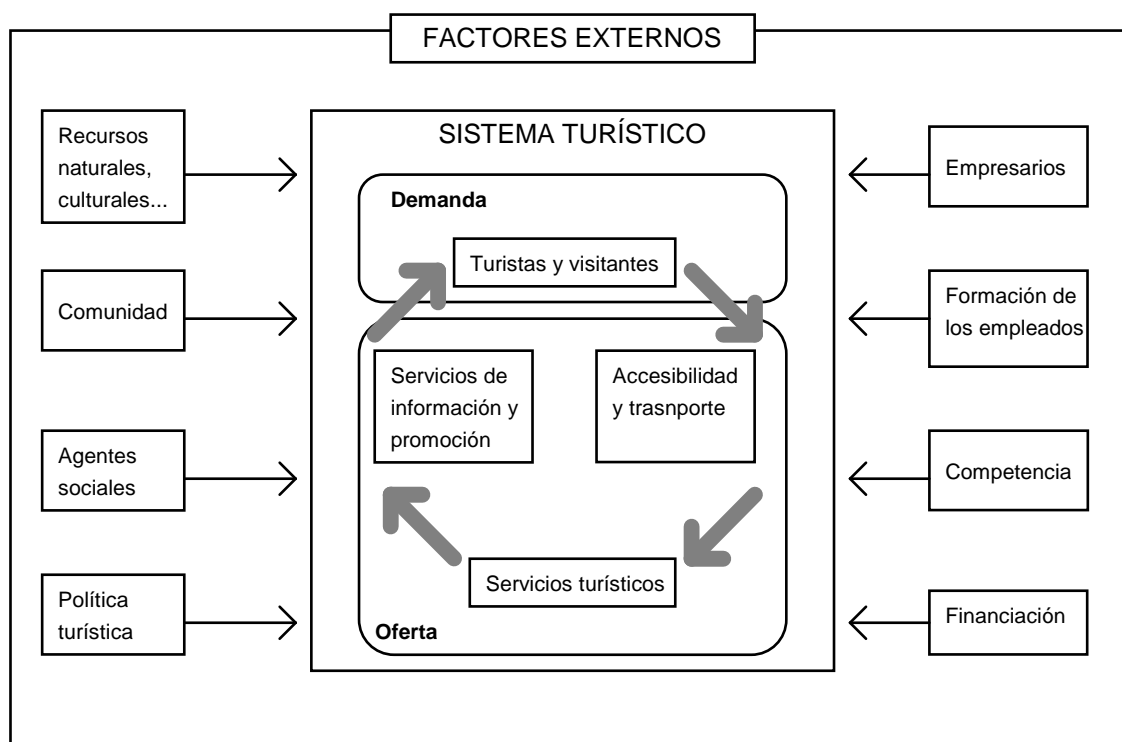 FACTORES EXTERNOS
Recursos
naturales,
culturales...
Comunidad
Agentes
sociales
Política
turística
SISTEMA TURÍSTICO
Demanda
Turistas y visitantes
Servicios de
información y
promoción
Accesibilidad
y trasnporte
Servicios turísticos
Oferta
Empresarios
Formación de
los empleados
Competencia
Financiación